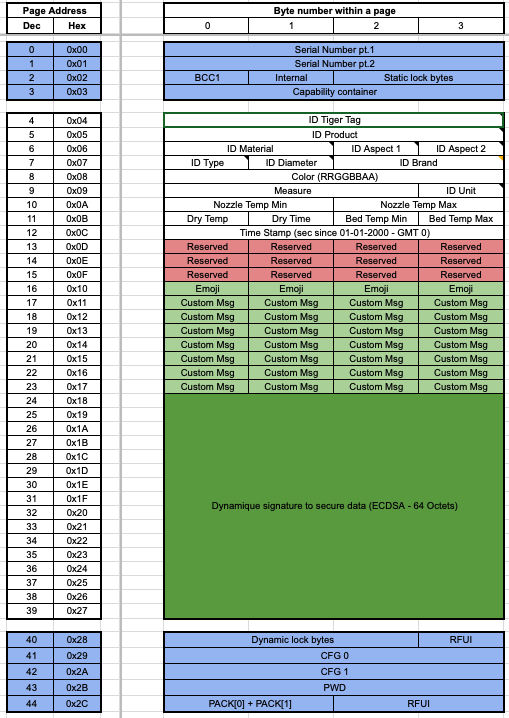 Page Address Byte number within a page
Dec Hex 0 1 2 3
0 0x00 Serial Number pt.1
1 0x01 Serial Number pt.2
2 0x02 BCC1 Internal Static lock bytes
3 0x03 Capability container
4 0x04 ID Tiger Tag
5 0x05 ID Product
6 0x06 ID Material ID Aspect 1 ID Aspect 2
7 0x07 ID Type ID Diameter ID Brand
8 0x08 Color (RRGGBBAA)
9 0x09 Measure ID Unit
10 0x0A Nozzle Temp Min Nozzle Temp Max
11 0x0B Dry Temp Dry Time Bed Temp Min Bed Temp Max
12 0x0C Time Stamp (sec since 01-01-2000 - GMT 0)
13 0x0D Reserved Reserved Reserved Reserved
14 0x0E Reserved Reserved Reserved Reserved
15 0x0F Reserved Reserved Reserved Reserved
16 0x10 Emoji Emoji Emoji Emoji
17 0x11 Custom Msg Custom Msg Custom Msg Custom Msg
18 0x12 Custom Msg Custom Msg Custom Msg Custom Msg
19 0x13 Custom Msg Custom Msg Custom Msg Custom Msg
20 0x14 Custom Msg Custom Msg Custom Msg Custom Msg
21 0x15 Custom Msg Custom Msg Custom Msg Custom Msg
22 0x16 Custom Msg Custom Msg Custom Msg Custom Msg
23 0x17 Custom Msg Custom Msg Custom Msg Custom Msg
24 0x18
25 0x19
26 0x1A
27 0x1B
28 0x1C
29 0x1D
30 0x1E
31 0x1F
Dynamique signature to secure data (ECDSA - 64 Octets)
32 0x20
33 0x21
34 0x22
35 0x23
36 0x24
37 0x25
38 0x26
39 0x27
40 0x28 Dynamic lock bytes RFUI
41 0x29 CFG 0
42 0x2A CFG 1
43 0x2B PWD
44 0x2C PACK[0] + PACK[1] RFUI